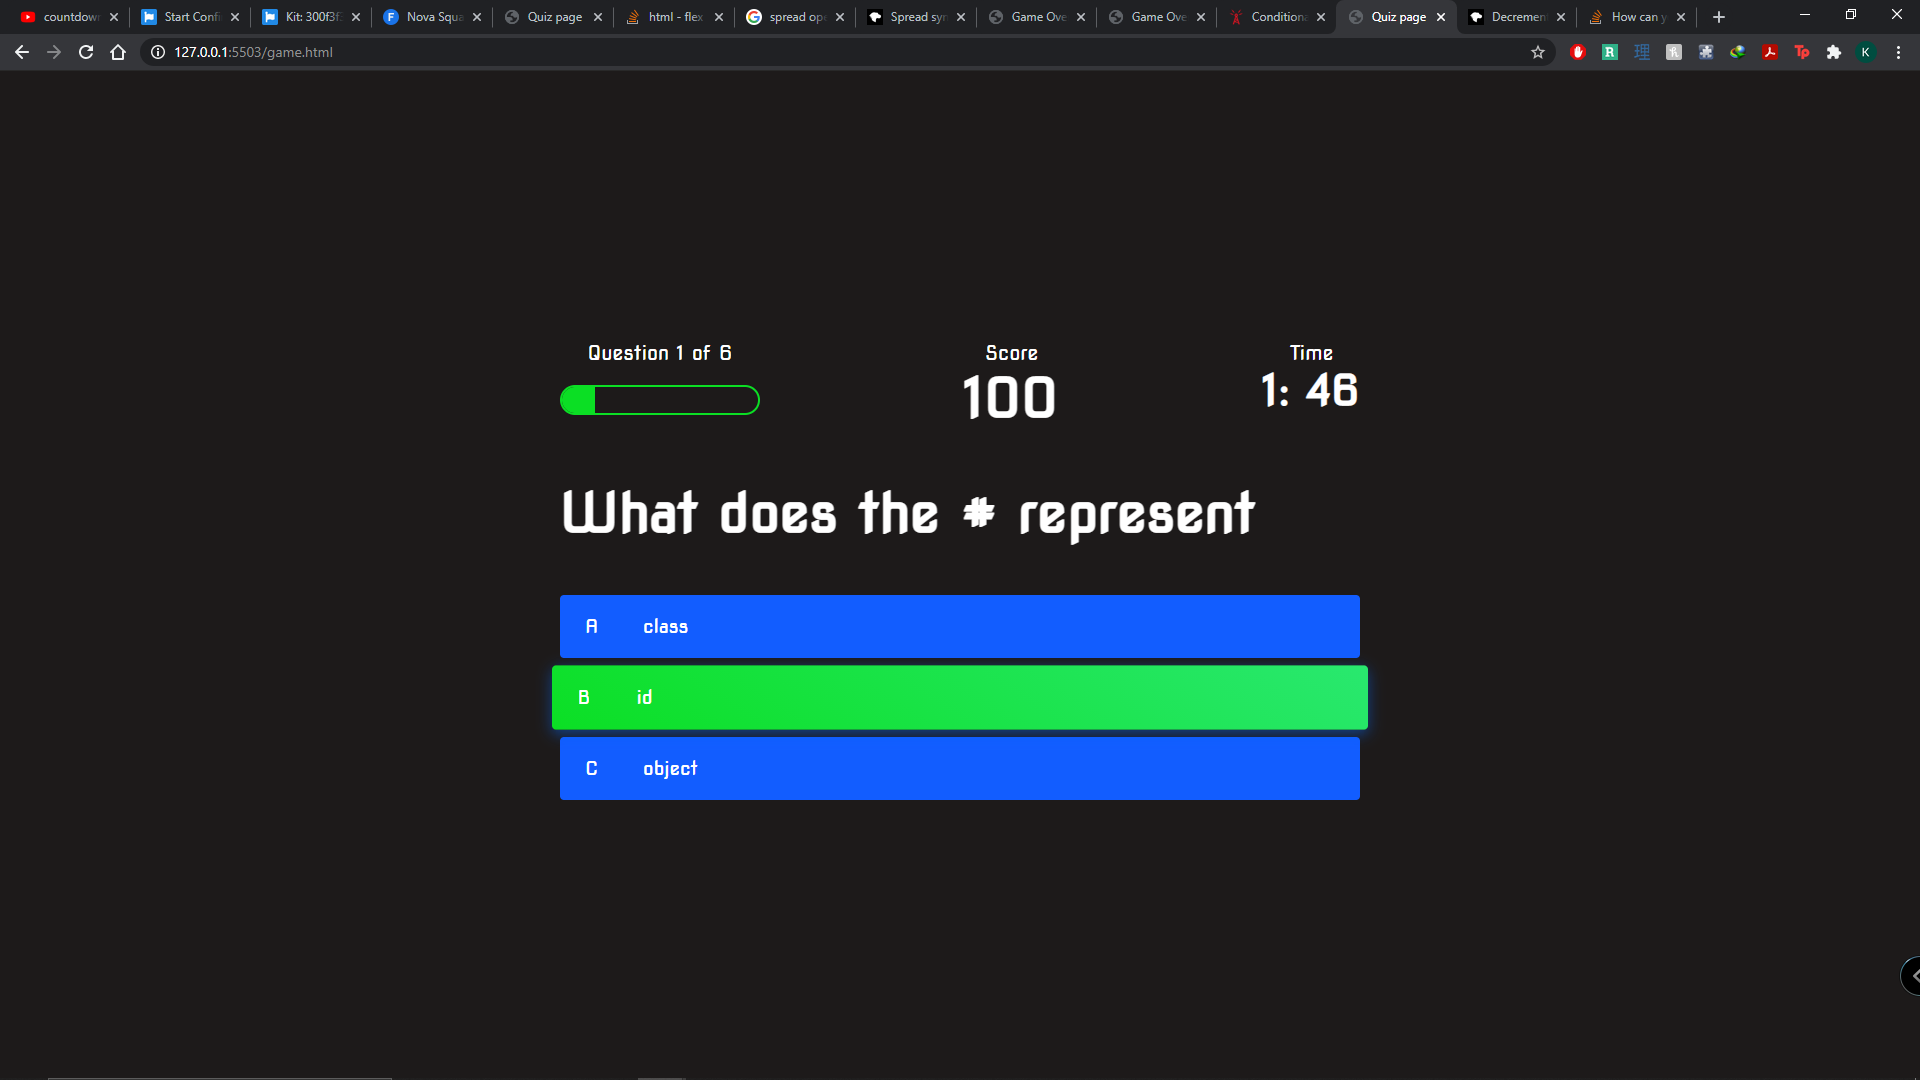 countdown
Start Confi
Kit: 300f3f
Nova Squa
Quiz page
html - flex
spread ope
Spread syn
Game Ove
Game Ove
Conditiona
Quiz page
Decrement
How can y
127.0.0.1:5503/game.html
K
Question 1 of 6
Score
Time
100
1: 46
What does the # represent
A class
B id
C object